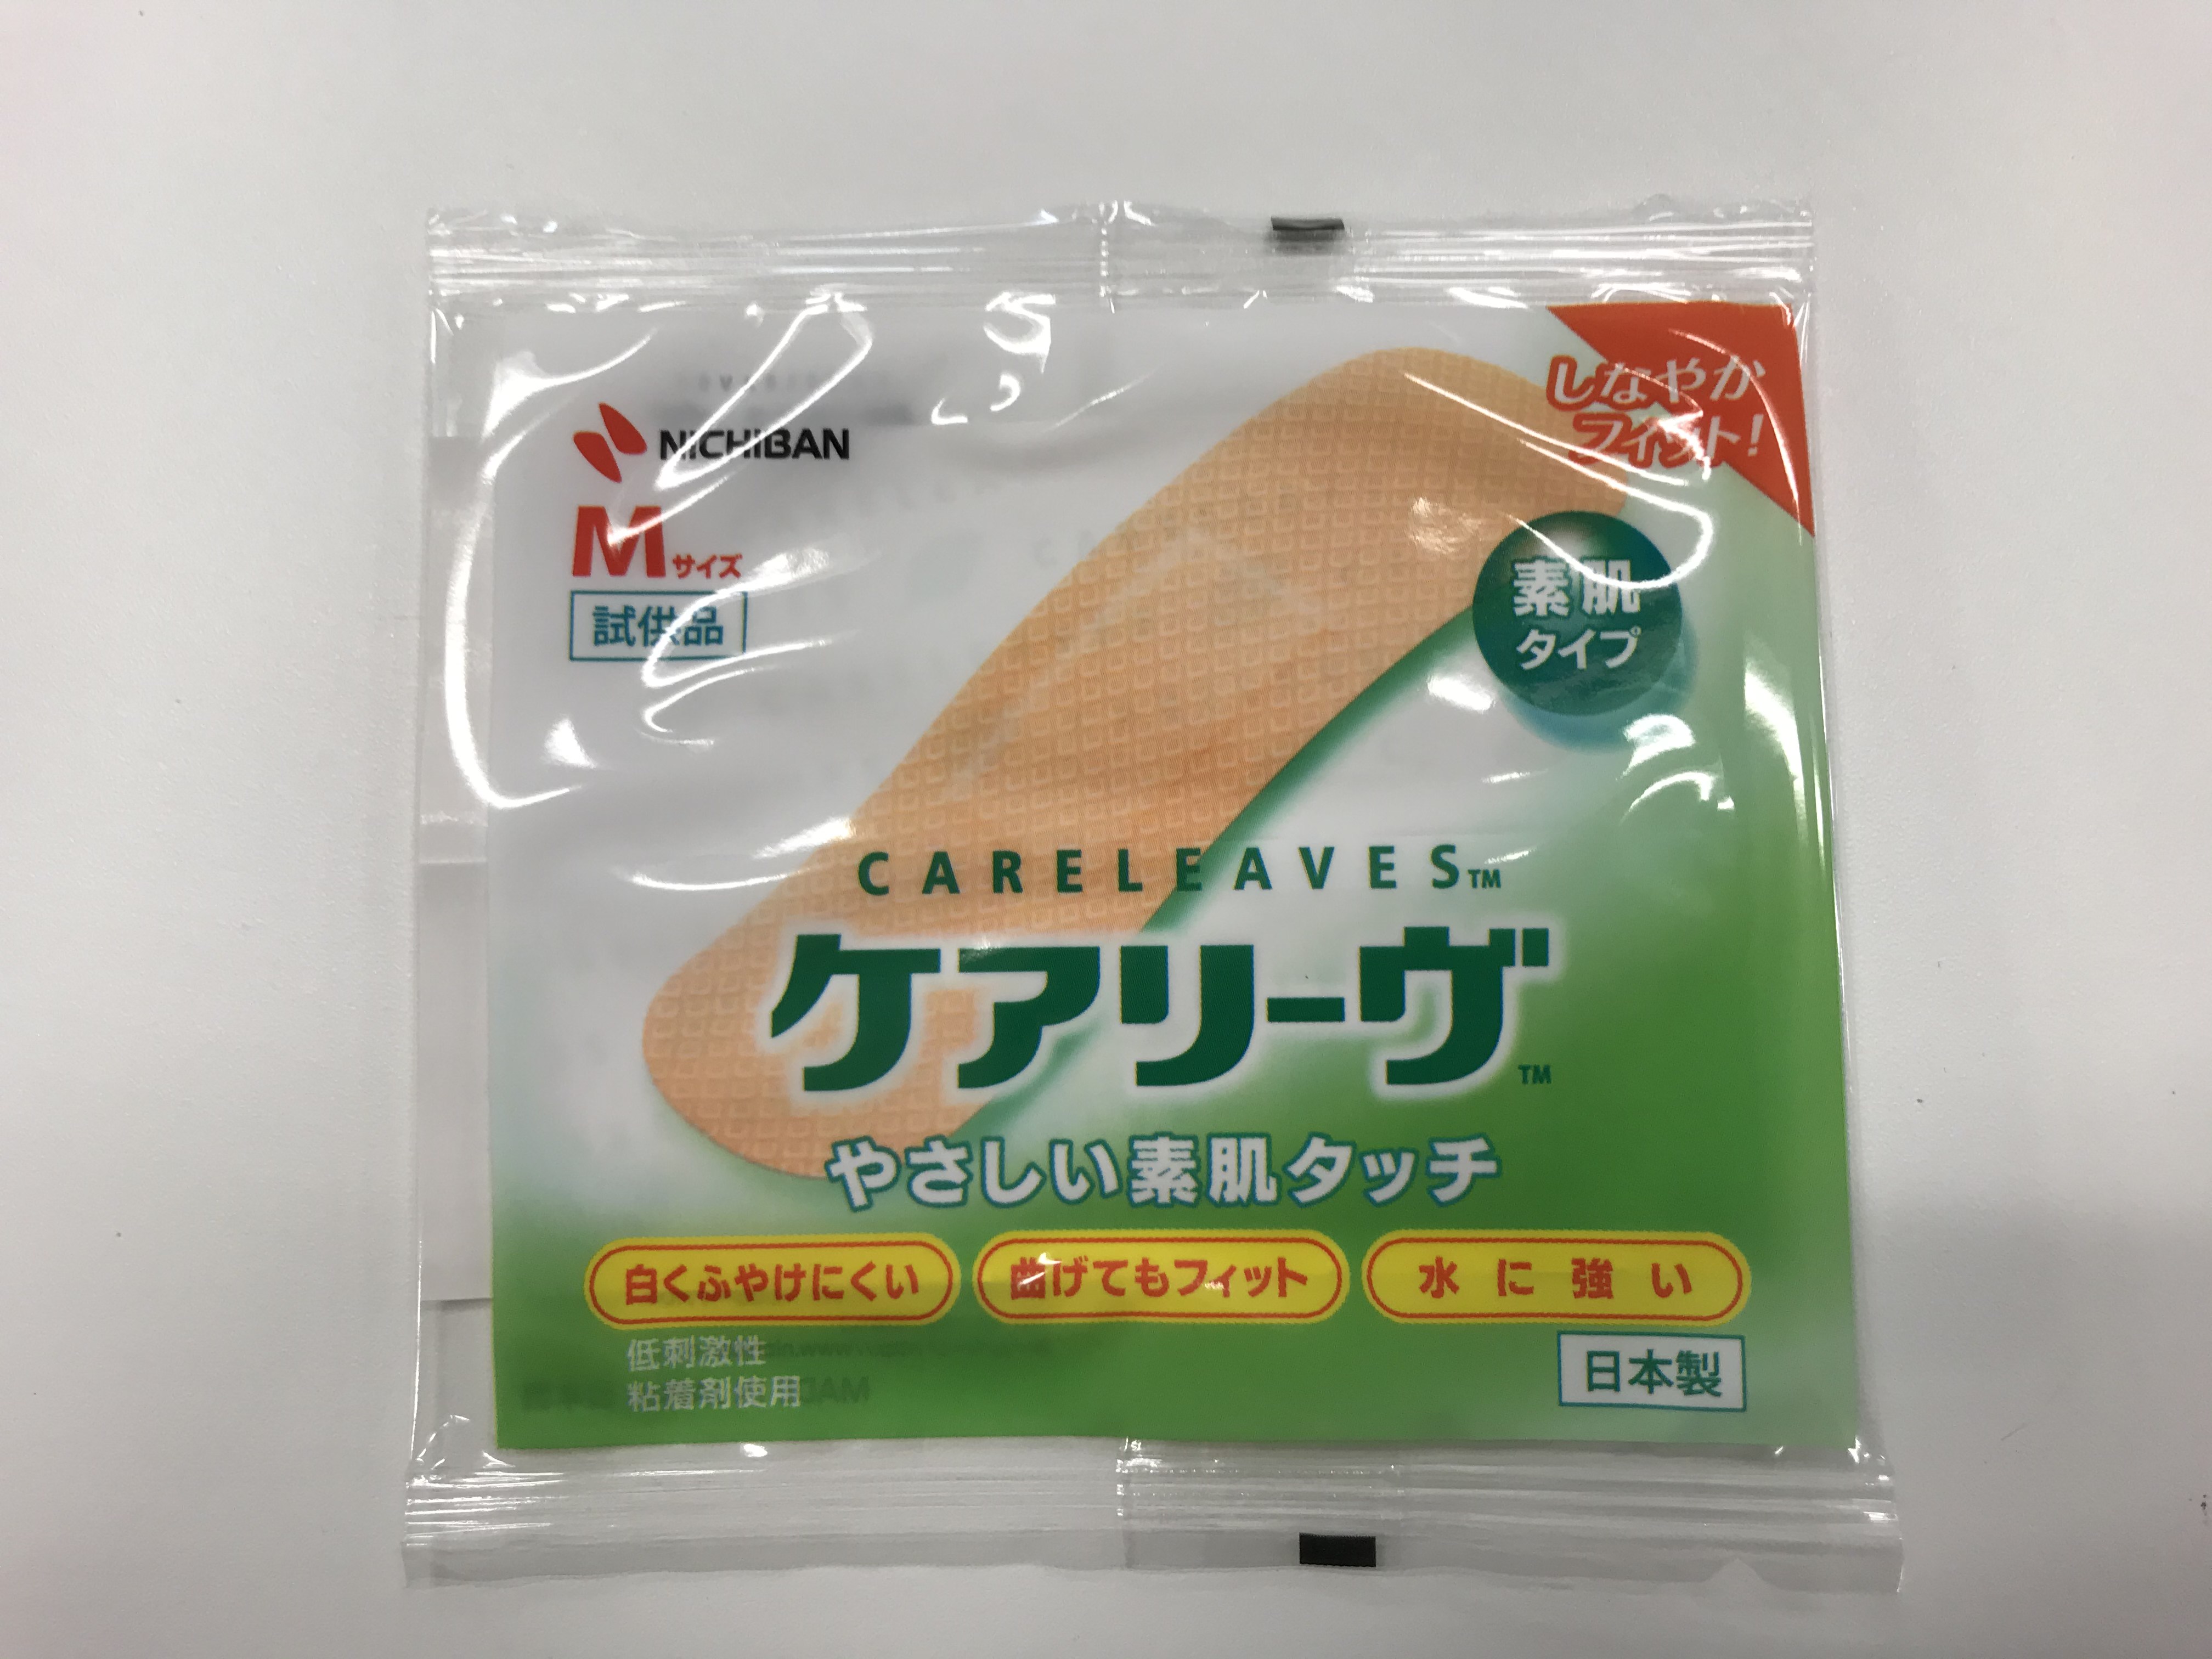 NICHIBAN
Mサイズ
試供品
しなやか
フィット!
素肌
タイプ
CARELEAVES™
ケアリーヴ™
やさしい素肌タッチ
白くふやけにくい
曲げてもフィット
水に強い
低刺激性
粘着剤使用
日本製